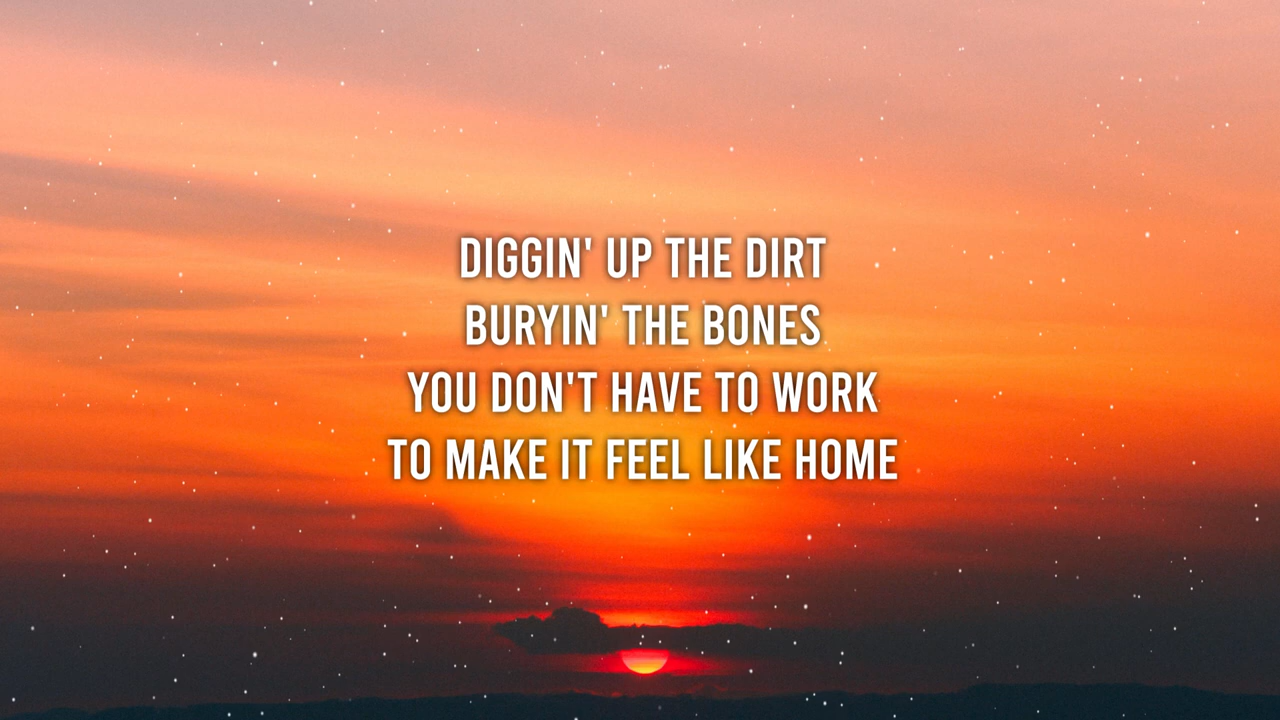 DIGGIN' UP THE DIRT
BURYIN' THE BONES
YOU DON'T HAVE TO WORK
TO MAKE IT FEEL LIKE HOME